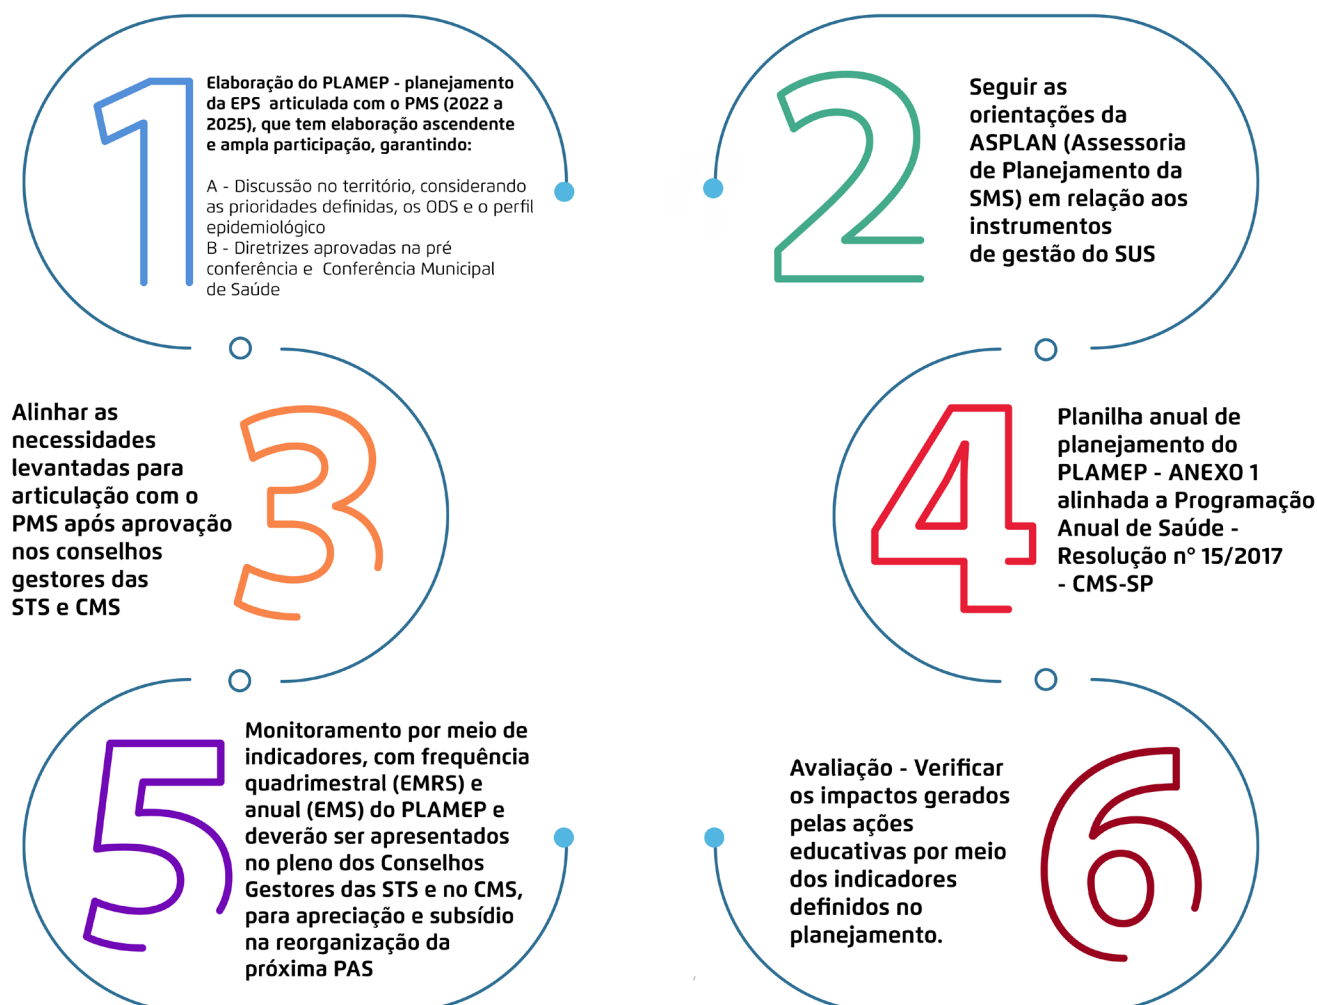 1
Elaboração do PLAMEP - planejamento
da EPS articulada com o PMS (2022 a
2025), que tem elaboração ascendente
e ampla participação, garantindo:
A - Discussão no território, considerando
as prioridades definidas, os ODS e o perfil
epidemiológico
B - Diretrizes aprovadas na pré
conferência e Conferência Municipal
de Saúde
2
Seguir as
orientações da
ASPLAN (Assessoria
de Planejamento da
SMS) em relação aos
instrumentos
de gestão do SUS
3
Alinhar as
necessidades
levantadas para
articulação com o
PMS após aprovação
nos conselhos
gestores das
STS e CMS
4
Planilha anual de
planejamento do
PLAMEP - ANEXO 1
alinhada a Programação
Anual de Saúde -
Resolução n° 15/2017
- CMS-SP
5
Monitoramento por meio de
indicadores, com frequência
quadrimestral (EMRS) e
anual (EMS) do PLAMEP e
deverão ser apresentados
no pleno dos Conselhos
Gestores das STS e no CMS,
para apreciação e subsídio
na reorganização da
próxima PAS
6
Avaliação - Verificar
os impactos gerados
pelas ações
educativas por meio
dos indicadores
definidos no
planejamento.